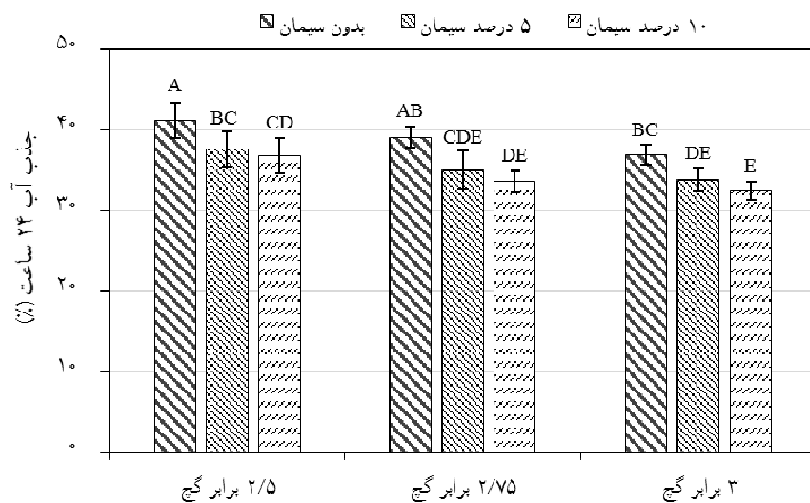 بدون سیمان ۵ درصد سیمان ۱۰ درصد سیمان
جذب آب ۲۴ ساعت (%)
۵۰
۴۰
۳۰
۲۰
۱۰
۰
A BC CD AB CDE DE BC DE E
۲/۵ برابر گچ ۲/۷۵ برابر گچ ۳ برابر گچ